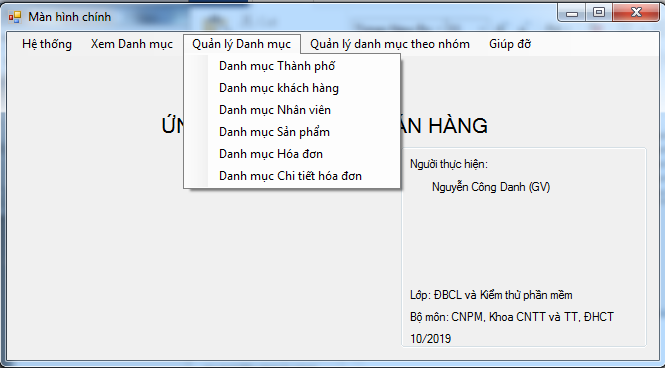 Màn hình chính
Hệ thống Xem Danh mục Quản lý Danh mục Quản lý danh mục theo nhóm Giúp đỡ
Danh mục Thành phố
Danh mục khách hàng
Danh mục Nhân viên
Danh mục Sản phẩm
Danh mục Hóa đơn
Danh mục Chi tiết hóa đơn
HÀNG
Người thực hiện:
Nguyễn Công Danh (GV)
Lớp: ĐBCL và Kiểm thử phần mềm
Bộ môn: CNPM, Khoa CNTT và TT, ĐHCT
10/2019